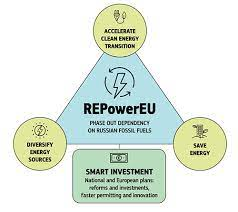 ACCELERATE
CLEAN ENERGY
TRANSITION
REPowerEU
PHASE OUT DEPENDENCY
ON RUSSIAN FOSSIL FUELS
DIVERSIFY
ENERGY
SOURCES
SAVE
ENERGY
SMART INVESTMENT
National and European plans:
reforms and investments,
faster permitting and innovation